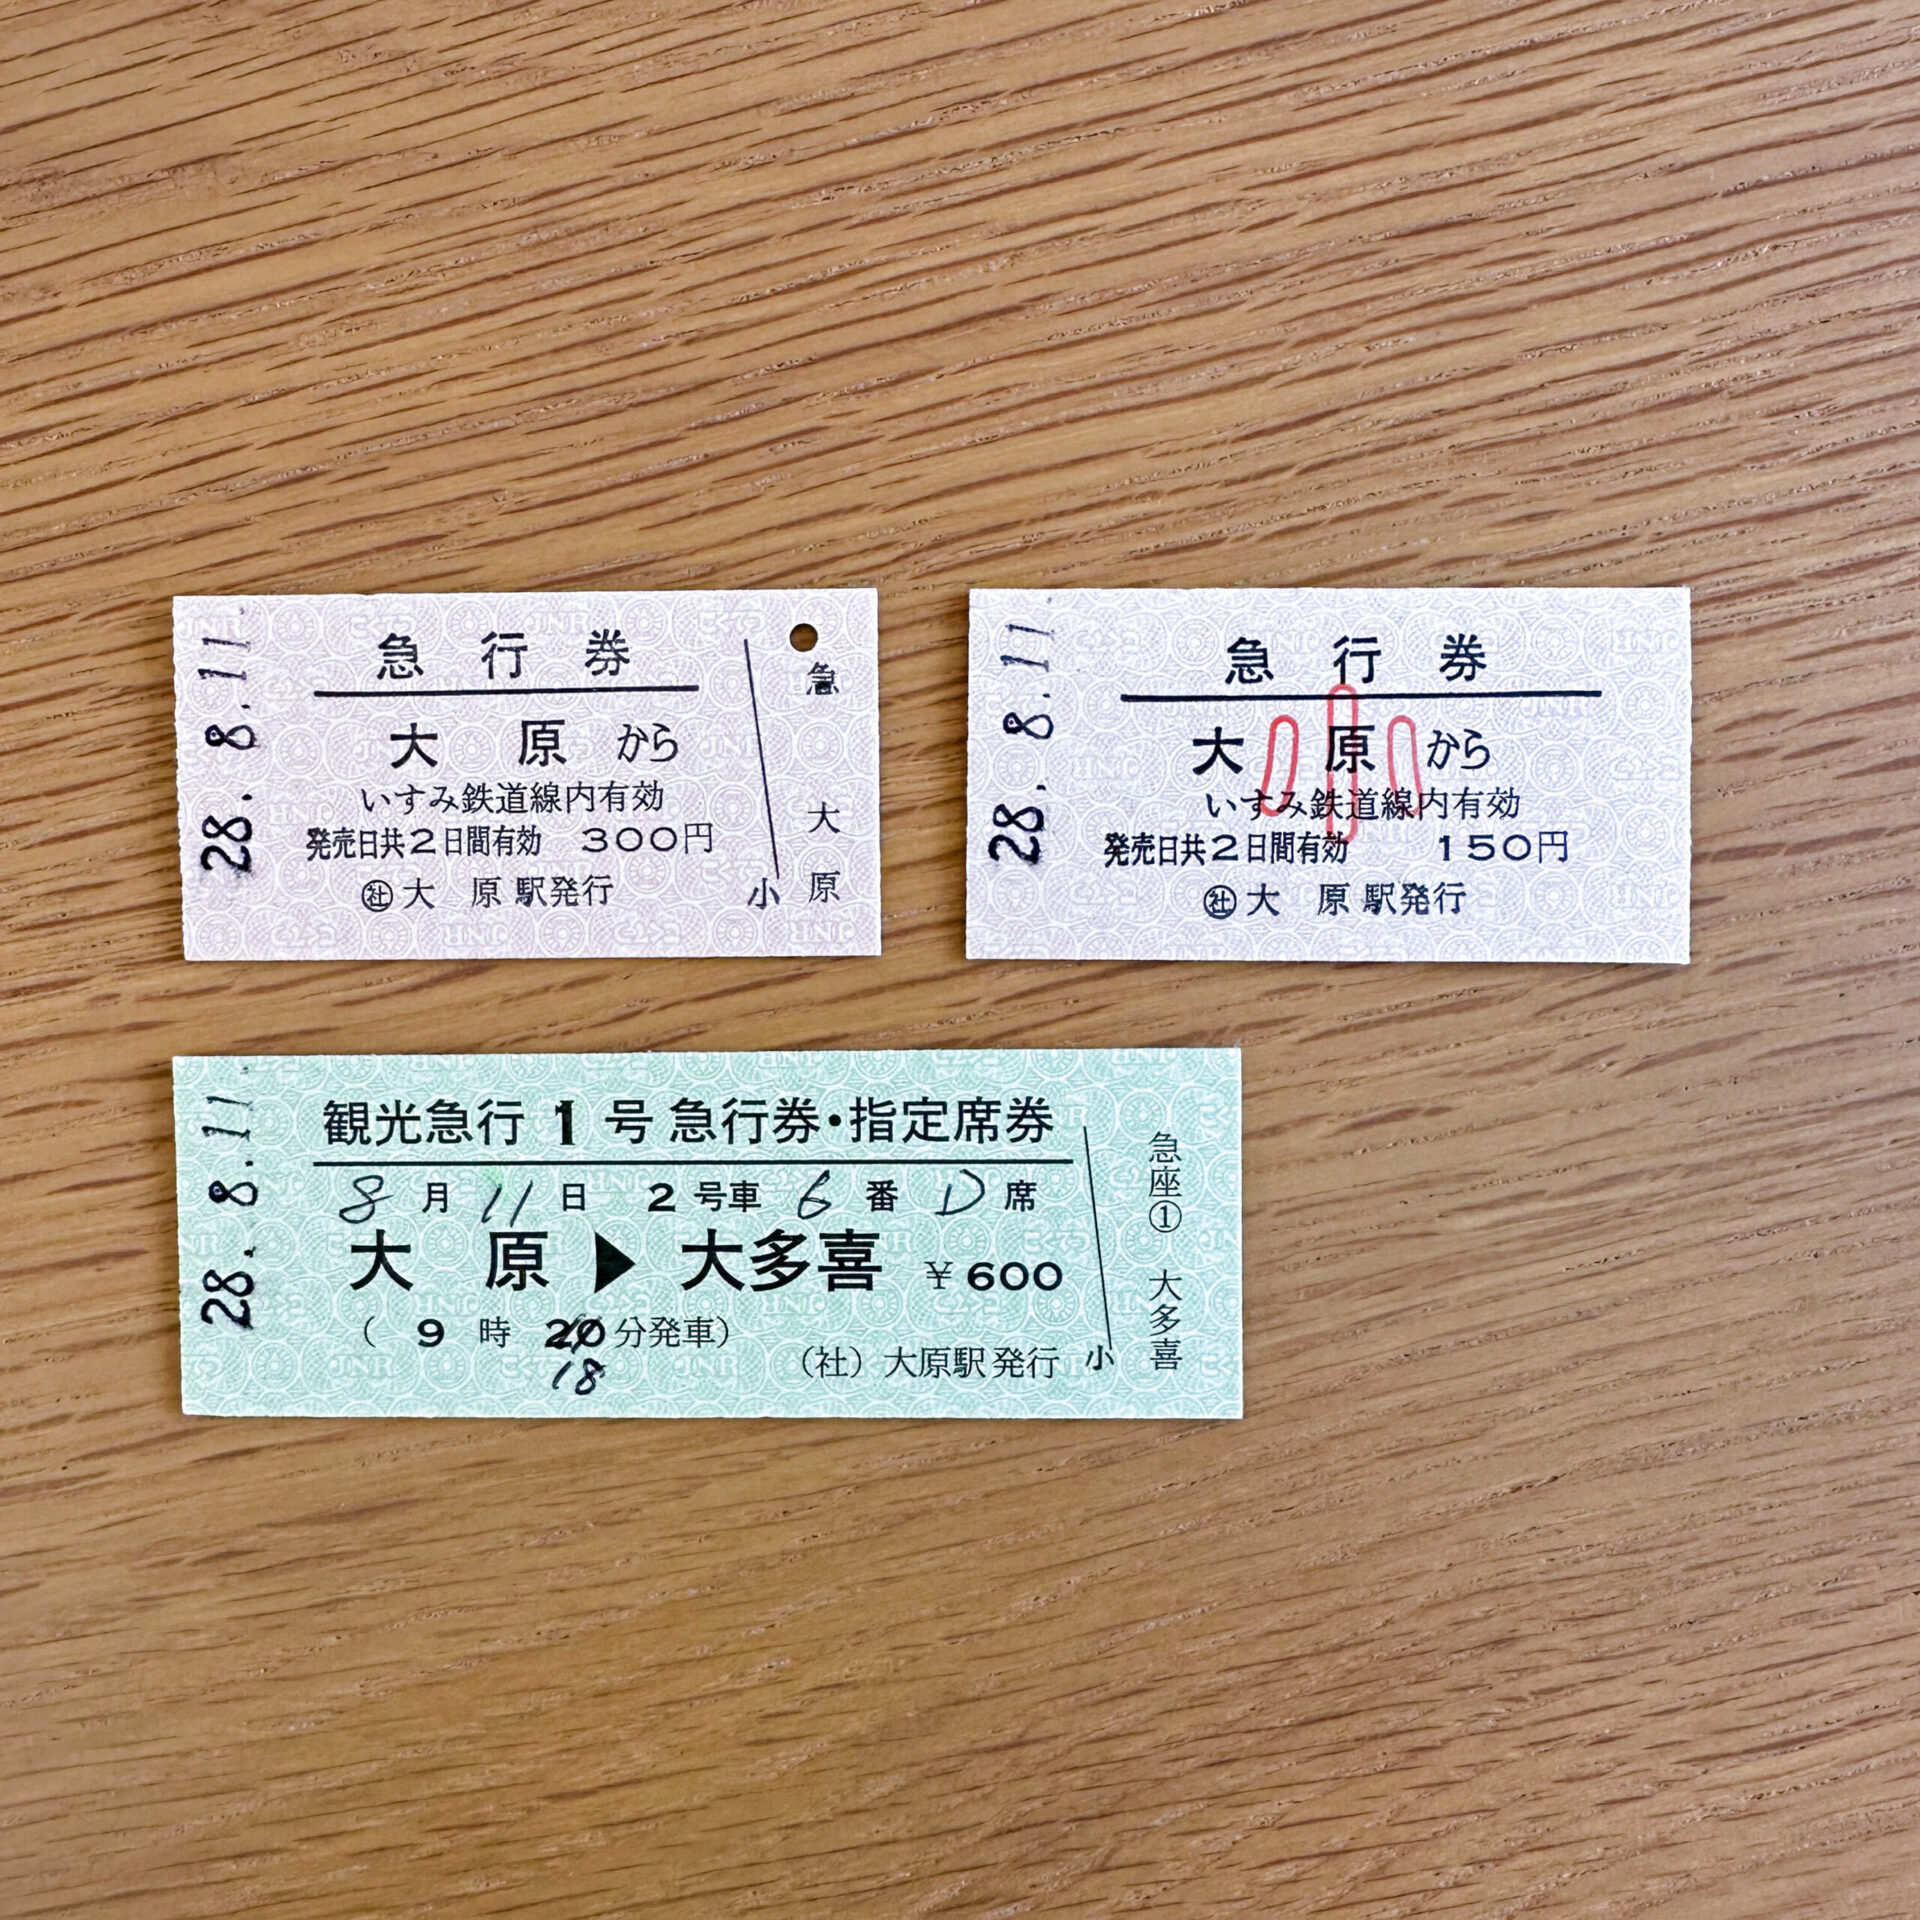 28.8.11.
急行券
大原から
いすみ鉄道線内有効
発売日共2日間有効 300円
㊓大原駅発行
小
急 大原
28.8.11.
急行券
小
大原から
いすみ鉄道線内有効
発売日共2日間有効 150円
㊓大原駅発行
28.8.11.
観光急行1号急行券・指定席券
8月11日 2号車 6番 D席
大原▶大多喜 ¥600
(9時20分発車)
18
(社)大原駅発行
小
急座① 大多喜